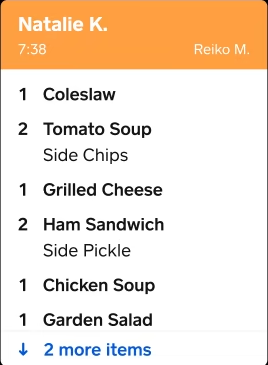 Natalie K.
7:38 Reiko M.
1 Coleslaw
2 Tomato Soup
Side Chips
1 Grilled Cheese
2 Ham Sandwich
Side Pickle
1 Chicken Soup
1 Garden Salad
↓ 2 more items